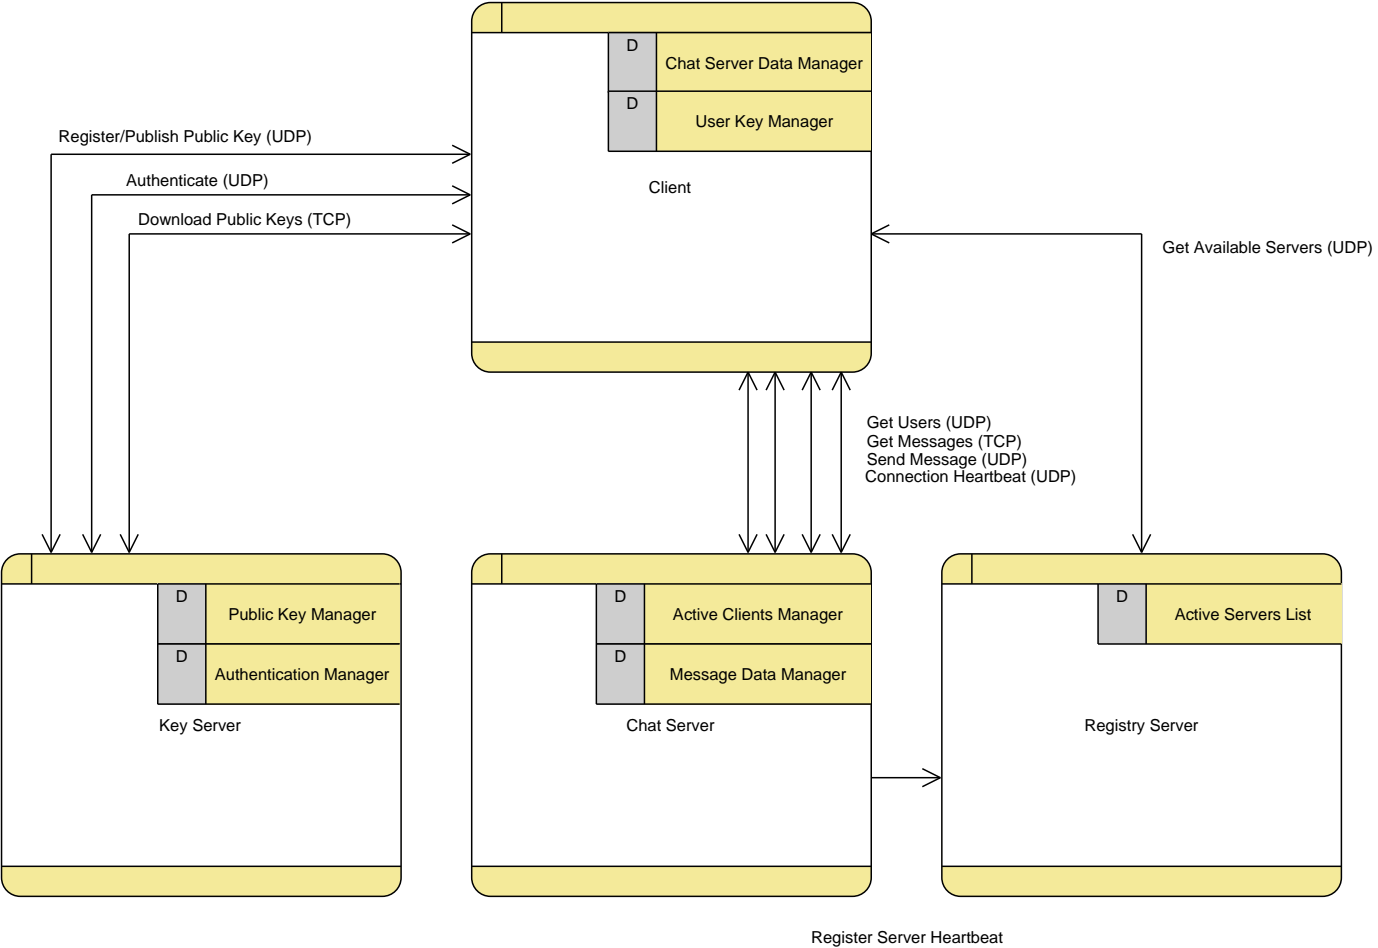 D
Chat Server Data Manager
D
User Key Manager
Client
Register/Publish Public Key (UDP)
Authenticate (UDP)
Download Public Keys (TCP)
Get Available Servers (UDP)
Get Users (UDP)
Get Messages (TCP)
Send Message (UDP)
Connection Heartbeat (UDP)
D
Public Key Manager
D
Authentication Manager
Key Server
D
Active Clients Manager
D
Message Data Manager
Chat Server
D
Active Servers List
Registry Server
Register Server Heartbeat